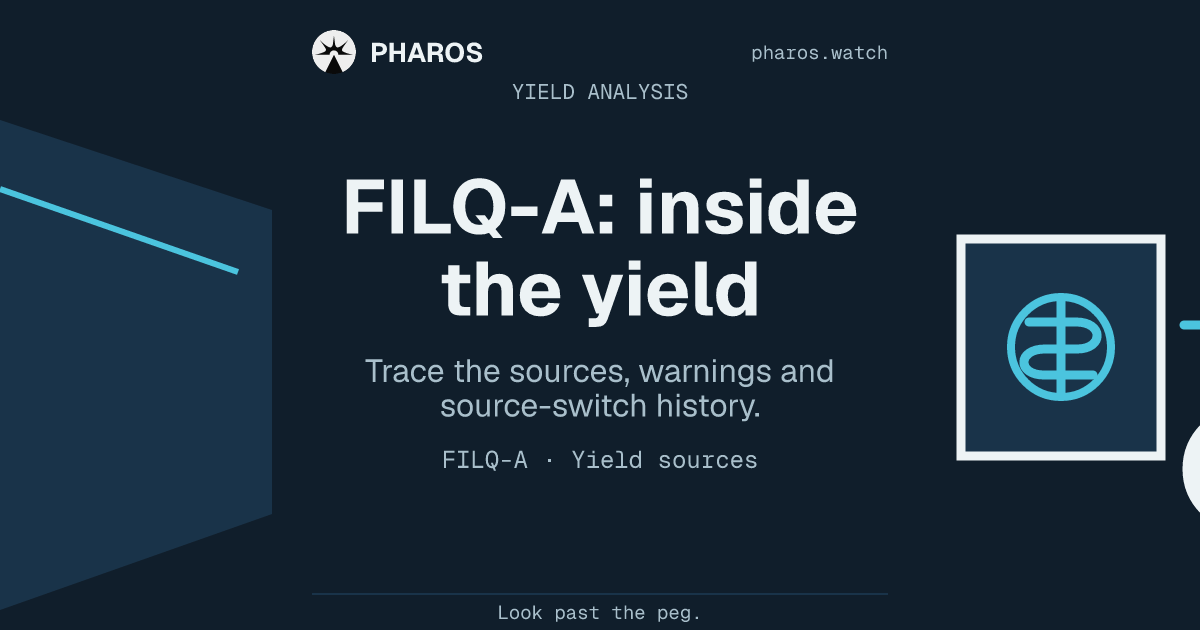 PHAROS
pharos.watch
YIELD ANALYSIS
FILQ-A: inside
the yield
Trace the sources, warnings and
source-switch history.
FILQ-A · Yield sources
Look past the peg.